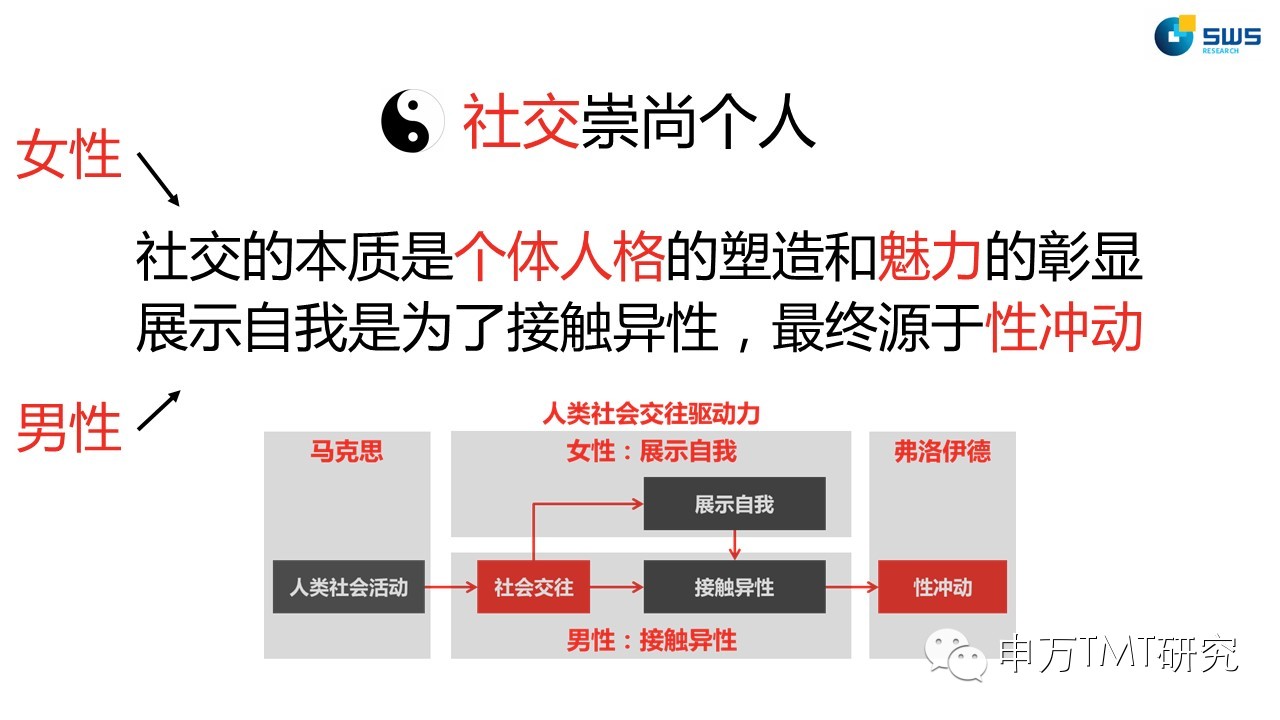 SWS
RESEARCH
社交崇尚个人
女性
社交的本质是个体人格的塑造和魅力的彰显
展示自我是为了接触异性，最终源于性冲动
男性
人类社会交往驱动力
马克思
女性：展示自我
弗洛伊德
展示自我
人类社会活动
社会交往
接触异性
性冲动
男性：接触异性
申万TMT研究